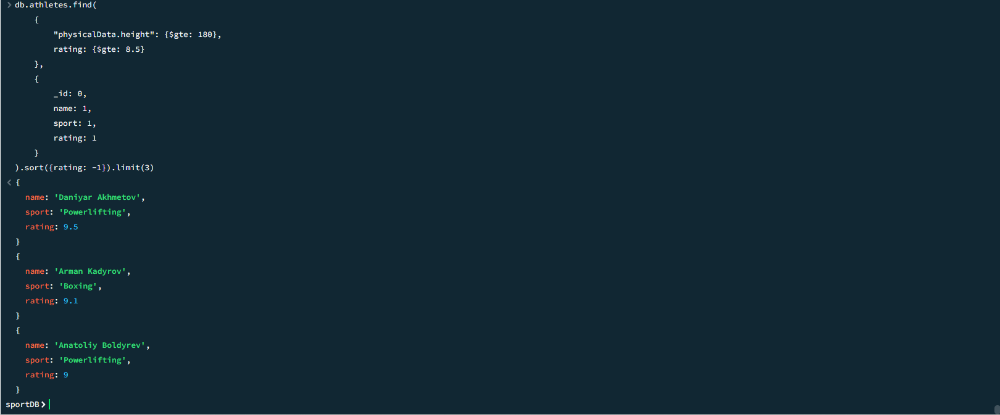 > db.athletes.find(
{
"physicalData.height": {$gte: 180},
rating: {$gte: 8.5}
},
{
_id: 0,
name: 1,
sport: 1,
rating: 1
}
).sort({rating: -1}).limit(3)
< {
name: 'Daniyar Akhmetov',
sport: 'Powerlifting',
rating: 9.5
}
{
name: 'Arman Kadyrov',
sport: 'Boxing',
rating: 9.1
}
{
name: 'Anatoliy Boldyrev',
sport: 'Powerlifting',
rating: 9
}
sportDB>